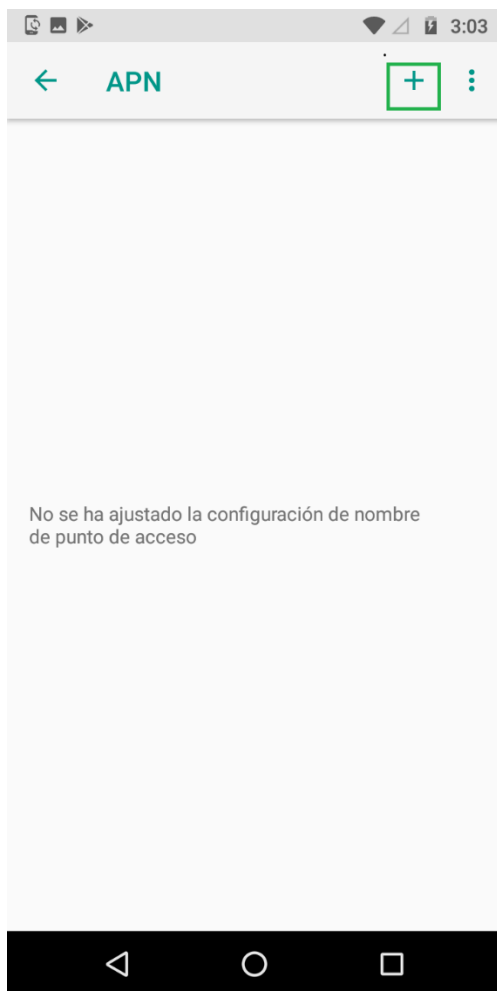 3:03
APN
No se ha ajustado la configuración de nombre
de punto de acceso